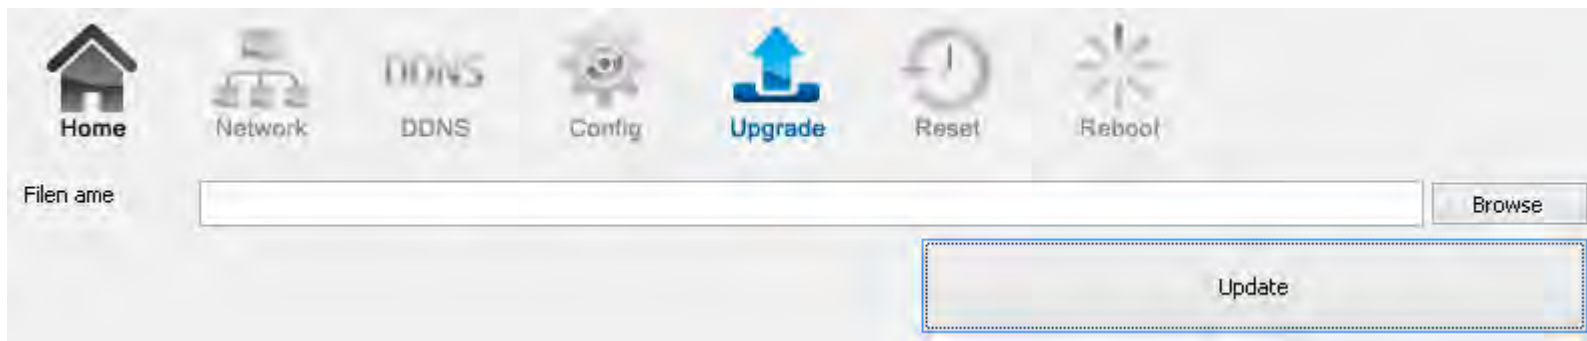 DDNS
Home Network DDNS Config Upgrade Reset Reboot
Filen ame
Browse
Update